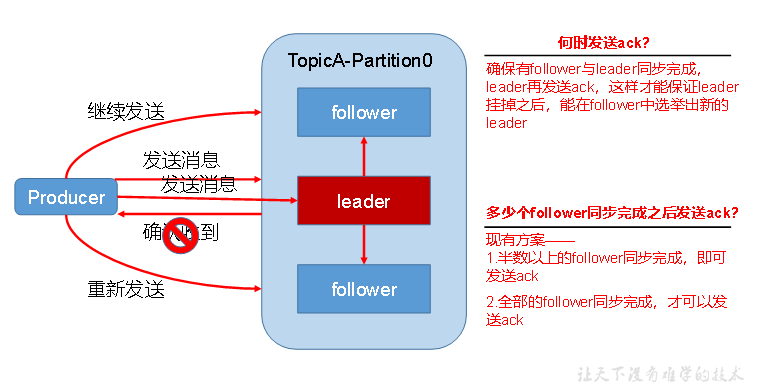 TopicA-Partition0
继续发送
follower
发送消息
发送消息
Producer
leader
确认收到
重新发送
follower
何时发送ack?
确保有follower与leader同步完成,
leader再发送ack，这样才能保证leader
挂掉之后，能在follower中选举出新的
leader
多少个follower同步完成之后发送ack?
现有方案——
1.半数以上的follower同步完成，即可
发送ack
2.全部的follower同步完成，才可以发
送ack
让天下没有难学的技术